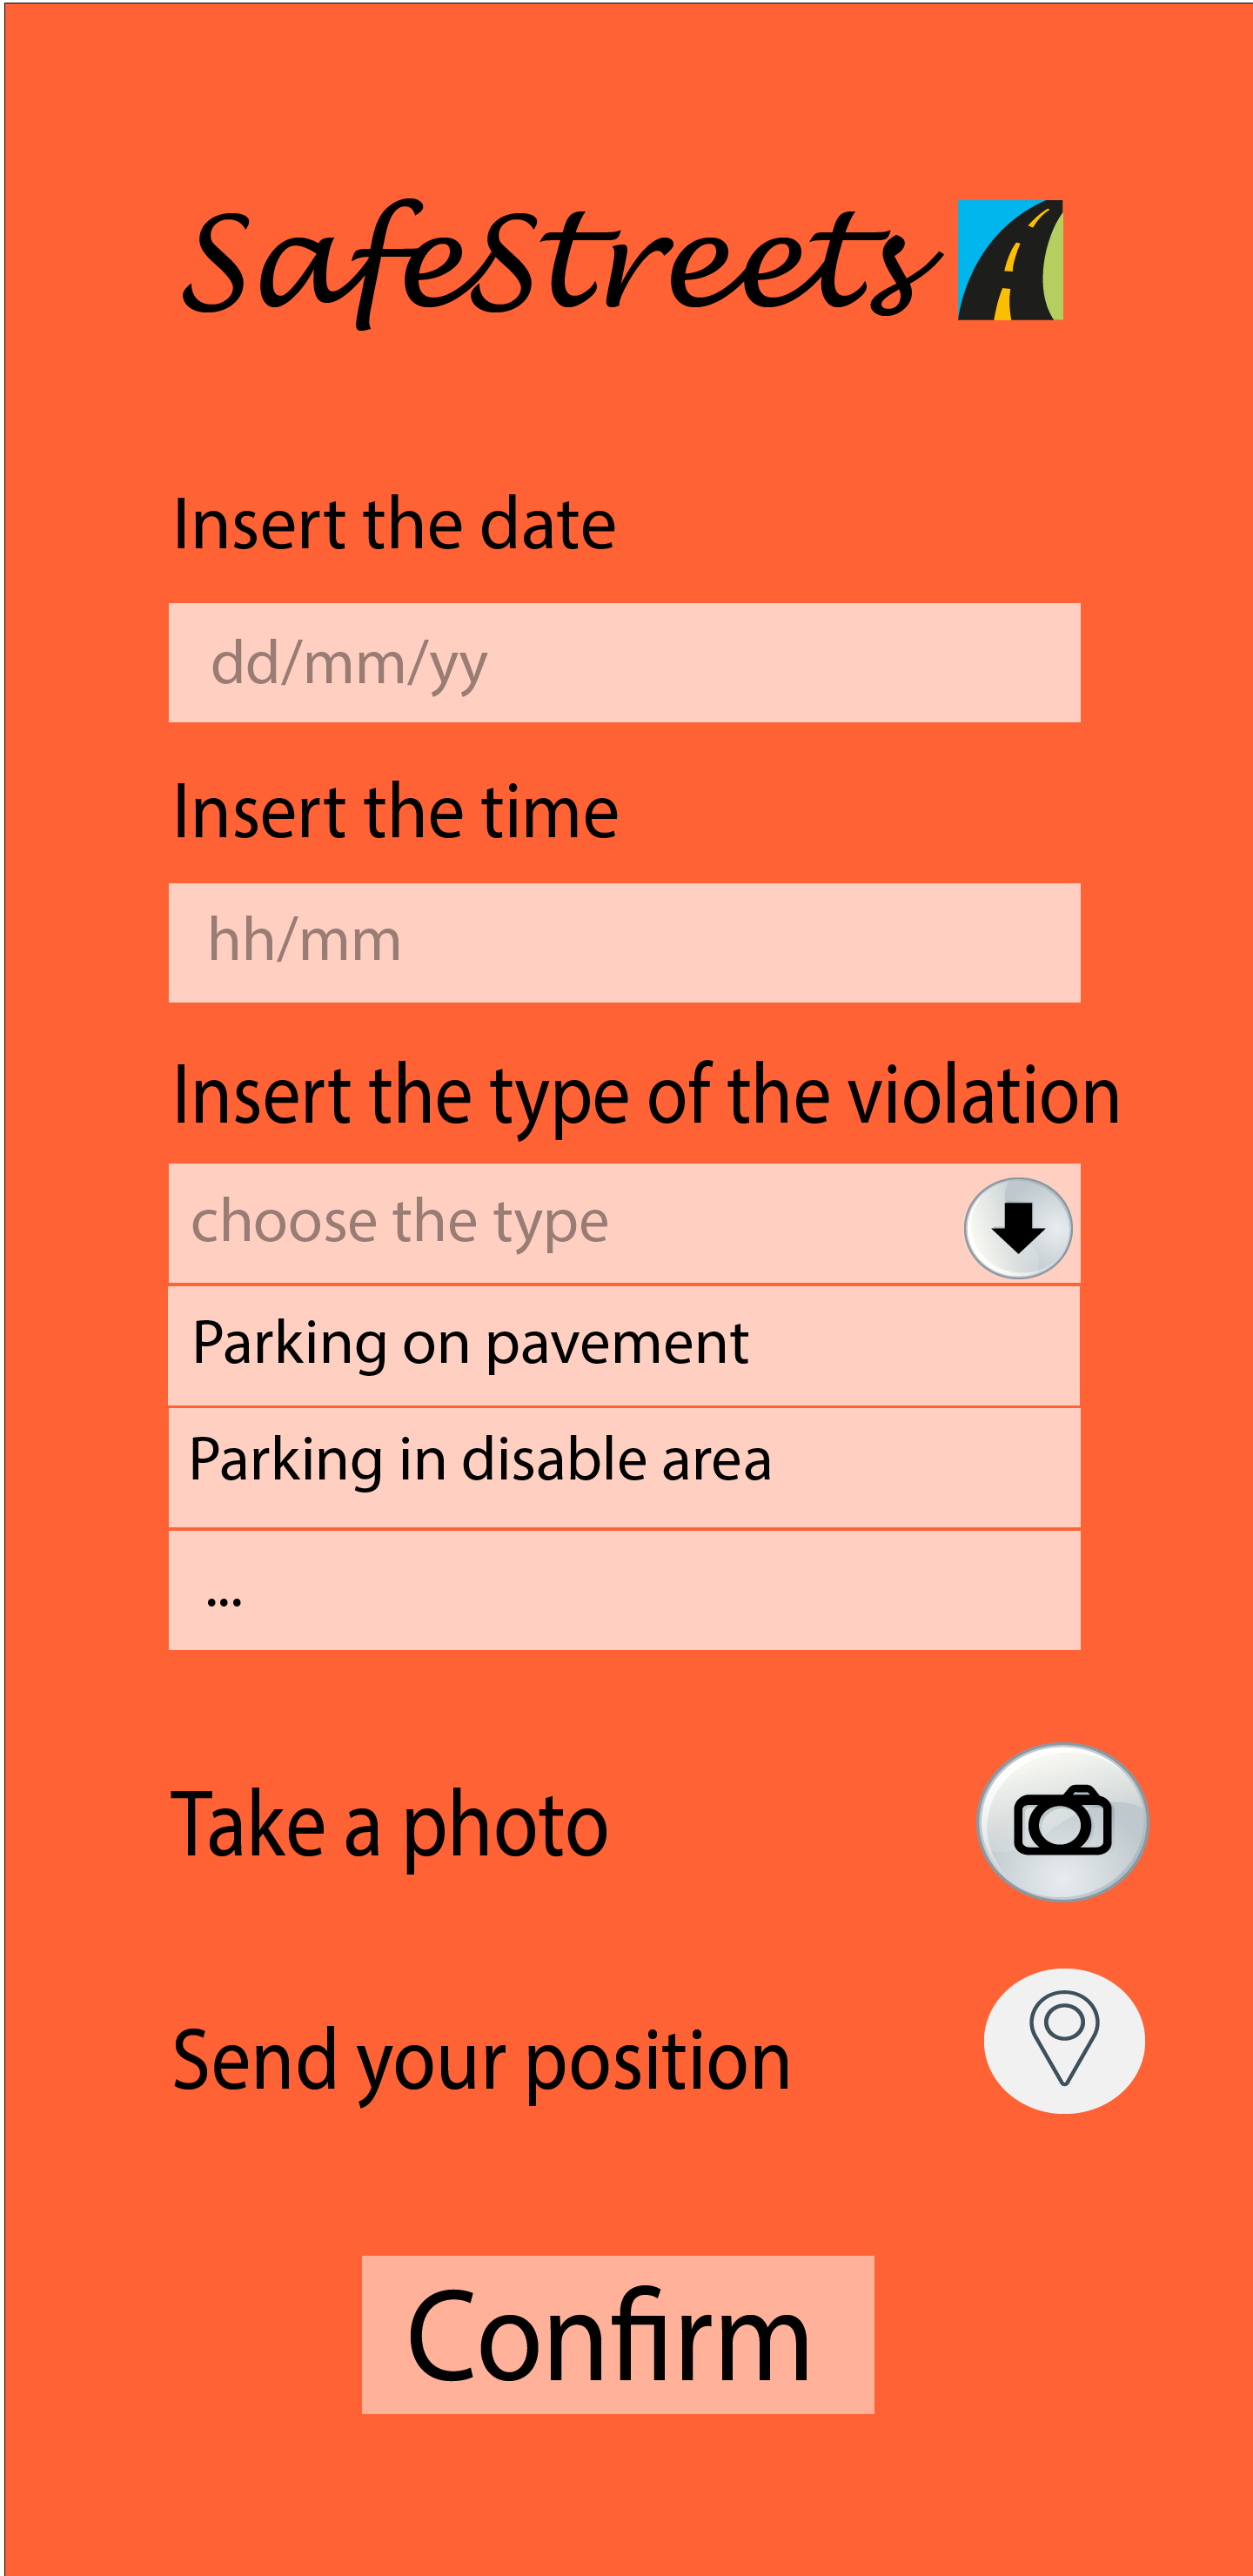 SafeStreets
Insert the date
dd/mm/yy
Insert the time
hh/mm
Insert the type of the violation
choose the type
Parking on pavement
Parking in disable area
...
Take a photo
Send your position
Confirm